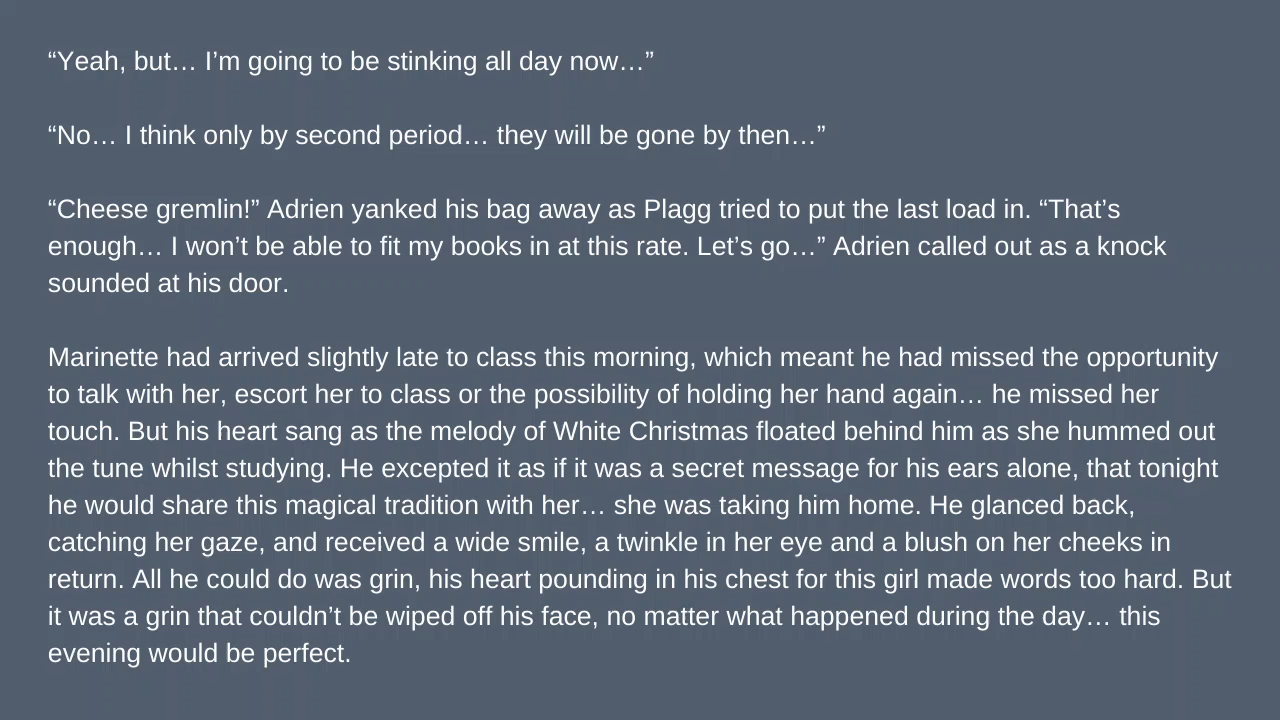 “Yeah, but… I’m going to be stinking all day now…”
“No… I think only by second period… they will be gone by then…”
“Cheese gremlin!” Adrien yanked his bag away as Plagg tried to put the last load in. “That’s
enough… I won’t be able to fit my books in at this rate. Let’s go…” Adrien called out as a knock
sounded at his door.
Marinette had arrived slightly late to class this morning, which meant he had missed the opportunity
to talk with her, escort her to class or the possibility of holding her hand again… he missed her
touch. But his heart sang as the melody of White Christmas floated behind him as she hummed out
the tune whilst studying. He excepted it as if it was a secret message for his ears alone, that tonight
he would share this magical tradition with her… she was taking him home. He glanced back,
catching her gaze, and received a wide smile, a twinkle in her eye and a blush on her cheeks in
return. All he could do was grin, his heart pounding in his chest for this girl made words too hard. But
it was a grin that couldn’t be wiped off his face, no matter what happened during the day… this
evening would be perfect.